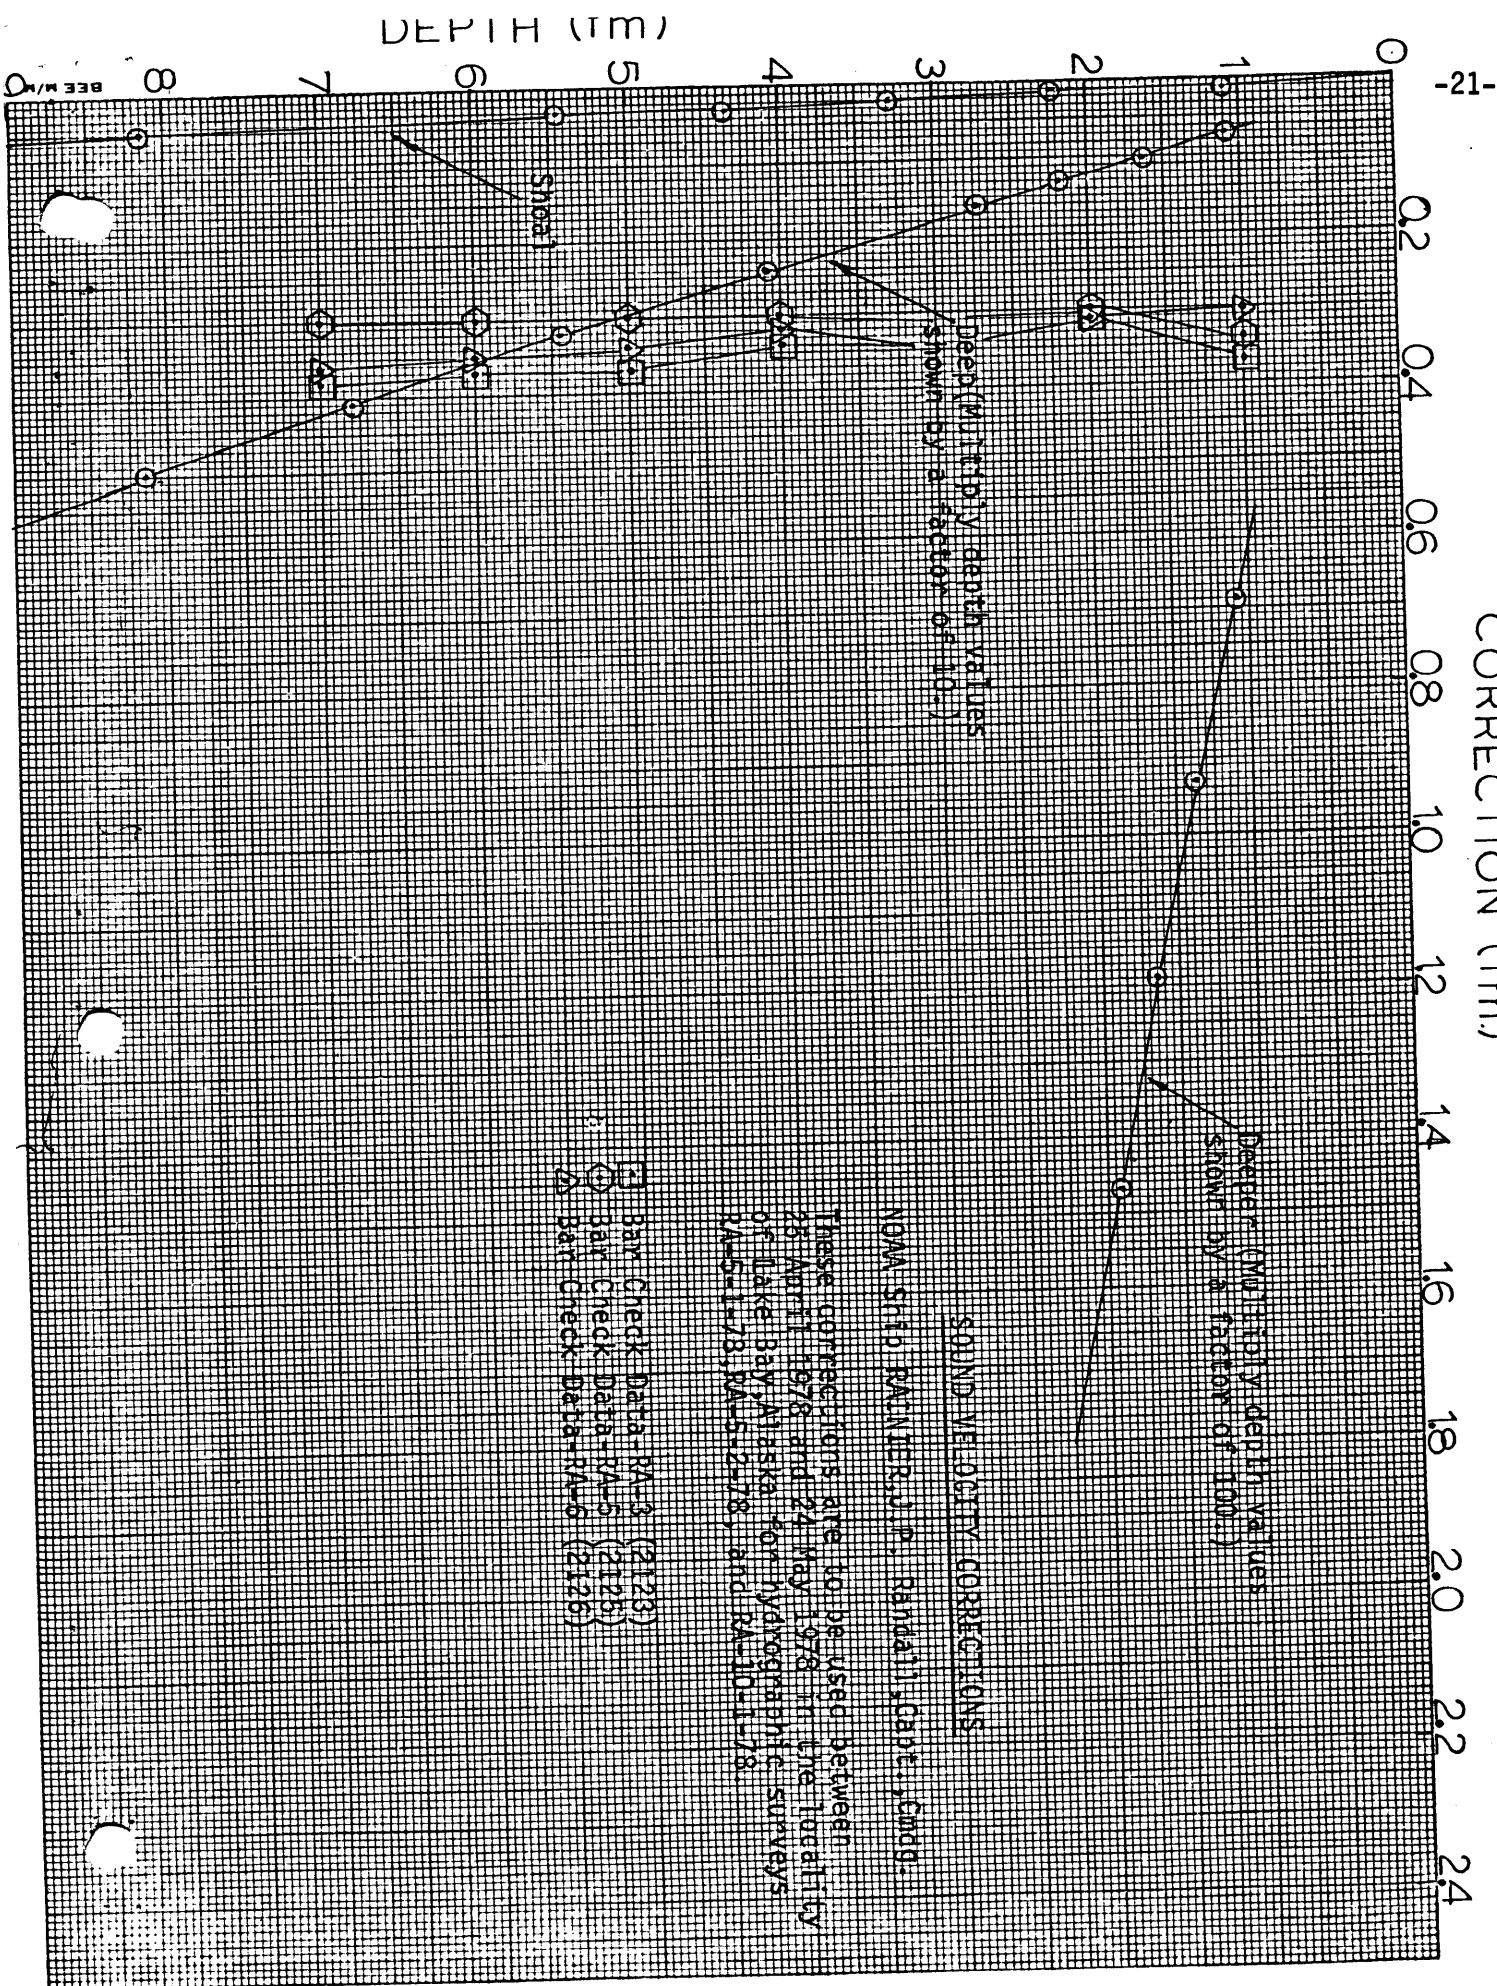 -21-
CORRECTION (fm.)
0.2 0.4 0.6 0.8 1.0 1.2 1.4 1.6 1.8 2.0 2.2 2.4
DEPTH (fm)
0
1
2
3
4
5
6
7
8
9
Shoal
Deep(Multiply depth values
shown by a factor of 10.)
Deeper (Multiply depth values
shown by a factor of 100.)
SOUND VELOCITY CORRECTIONS
NOAA Ship RAINIER,J.P. Randall,Capt.,Cmdg.
These corrections are to be used between
25 April 1978 and 24 May 1978 in the locality
of Lake Bay,Alaska for hydrographic surveys
RA-5-1-78,RA-5-2-78, and RA-10-1-78.
Bar Check Data-RA-3 (2123)
Bar Check Data-RA-5 (2125)
Bar Check Data-RA-6 (2126)
BEE M/M